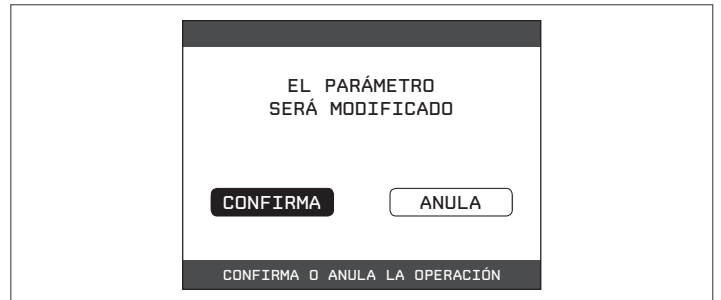 EL PARÁMETRO
SERÁ MODIFICADO
CONFIRMA
ANULA
CONFIRMA O ANULA LA OPERACIÓN